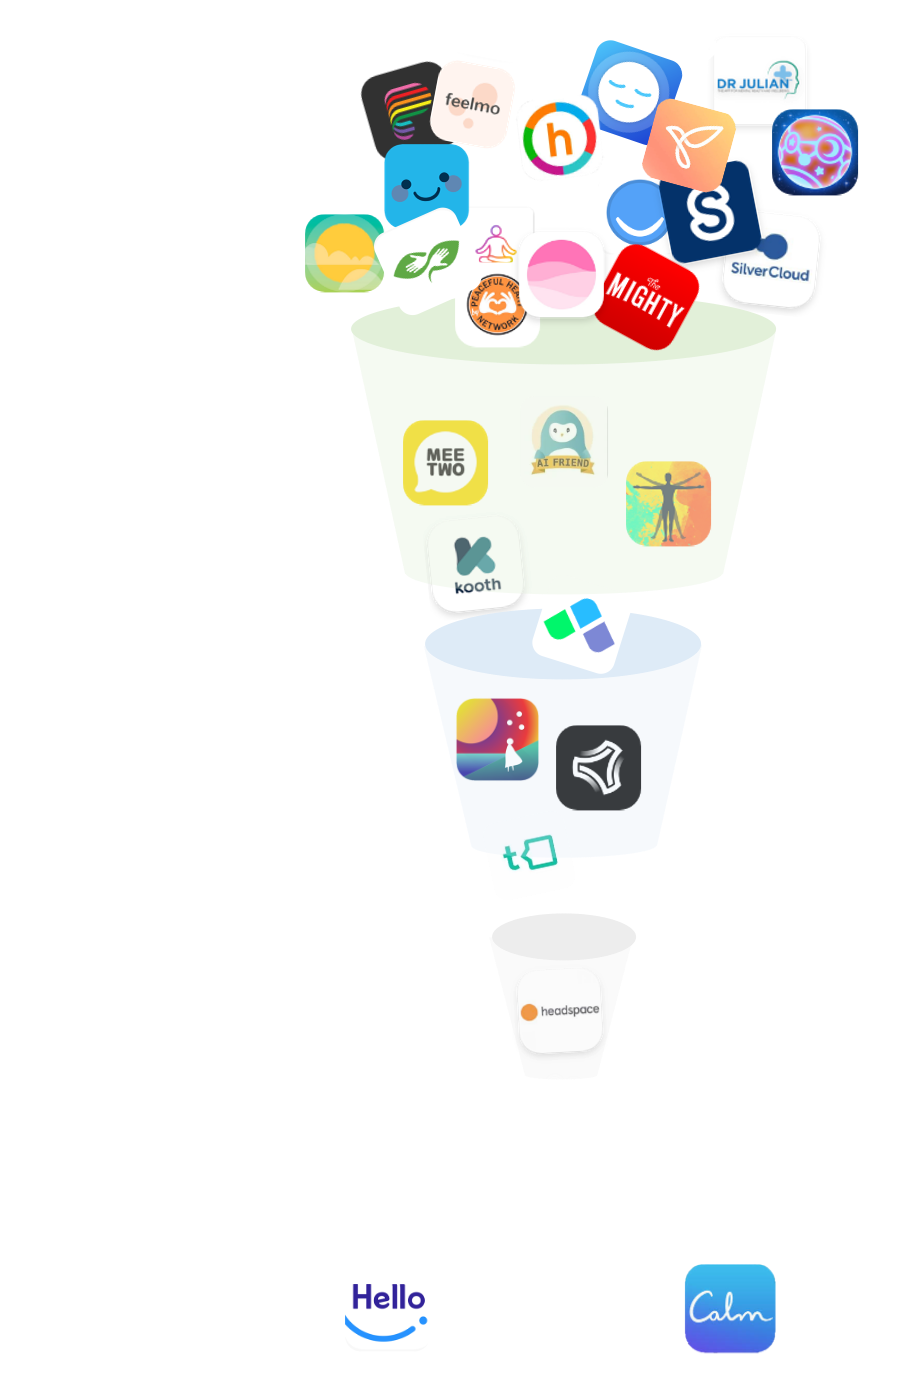 feelmo
DR JULIAN
h
S
SilverCloud
The
MIGHTY
PEACEFUL HEART
NETWORK
MEE
TWO
AI FRIEND
kooth
t
headspace
Hello
Calm